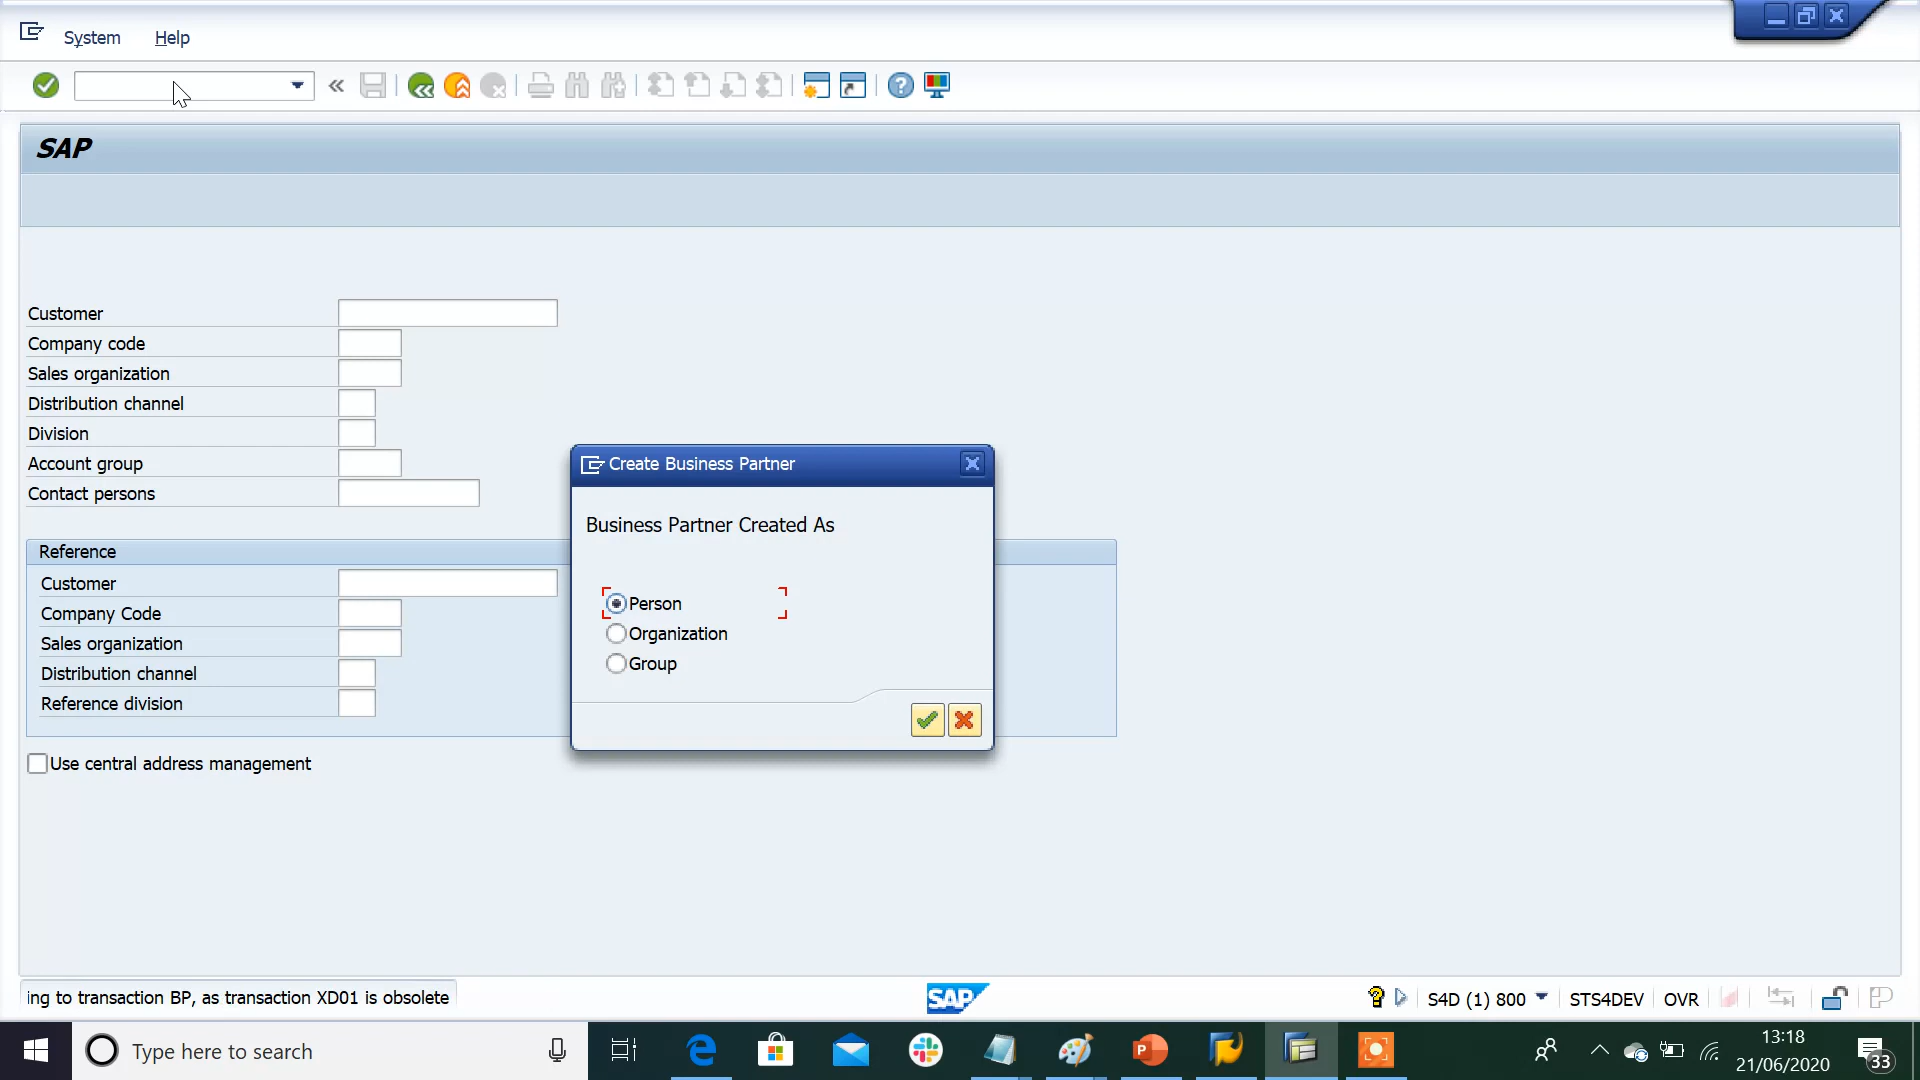 System Help
SAP
Customer
Company code
Sales organization
Distribution channel
Division
Account group
Contact persons
Reference
Customer
Company Code
Sales organization
Distribution channel
Reference division
Use central address management
Create Business Partner
Business Partner Created As
Person
Organization
Group
ing to transaction BP, as transaction XD01 is obsolete
SAP
S4D (1) 800 STS4DEV OVR
Type here to search
13:18
21/06/2020
33